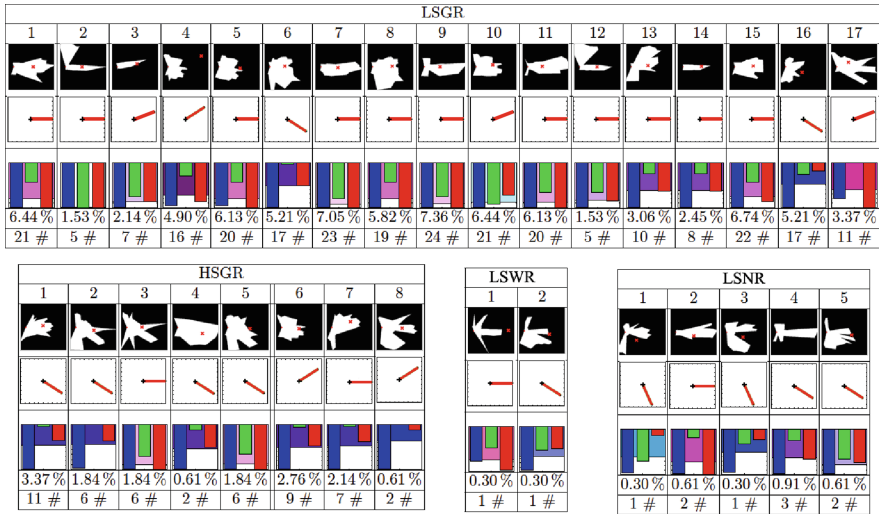 LSGR
1 2 3 4 5 6 7 8 9 10 11 12 13 14 15 16 17
6.44 % 1.53 % 2.14 % 4.90 % 6.13 % 5.21 % 7.05 % 5.82 % 7.36 % 6.44 % 6.13 % 1.53 % 3.06 % 2.45 % 6.74 % 5.21 % 3.37 %
21 # 5 # 7 # 16 # 20 # 17 # 23 # 19 # 24 # 21 # 20 # 5 # 10 # 8 # 22 # 17 # 11 #
HSGR
1 2 3 4 5 6 7 8
3.37 % 1.84 % 1.84 % 0.61 % 1.84 % 2.76 % 2.14 % 0.61 %
11 # 6 # 6 # 2 # 6 # 9 # 7 # 2 #
LSWR
1 2
0.30 % 0.30 %
1 # 1 #
LSNR
1 2 3 4 5
0.30 % 0.61 % 0.30 % 0.91 % 0.61 %
1 # 2 # 1 # 3 # 2 #